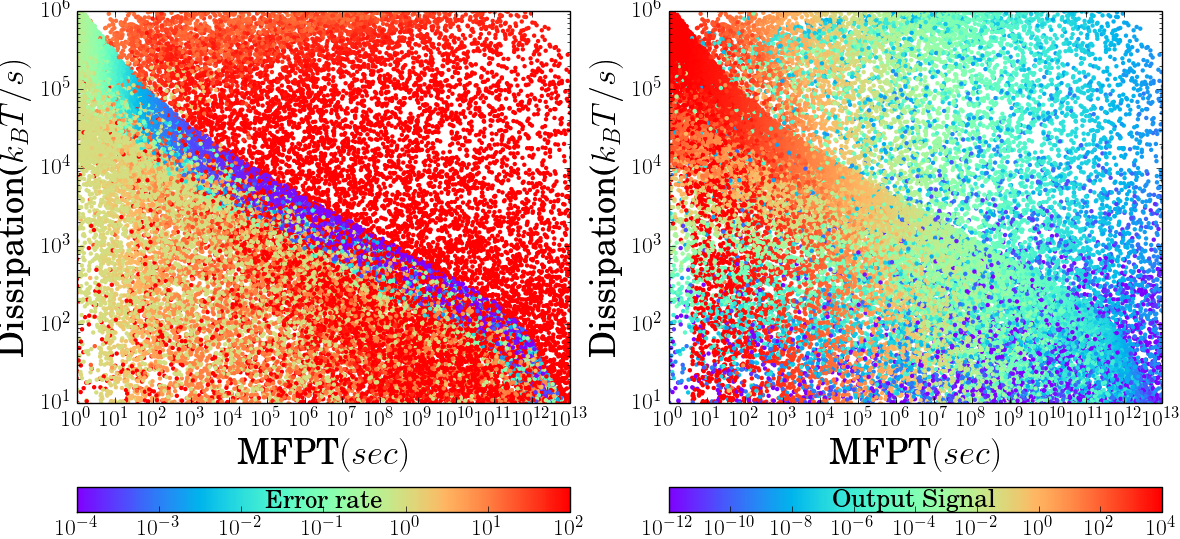 10^6 10^6
10^5 10^5
10^4 10^4
10^3 10^3
10^2 10^2
10^1 10^1
Dissipation(k_BT/s) Dissipation(k_BT/s)
10^0 10^1 10^2 10^3 10^4 10^5 10^6 10^7 10^8 10^9 10^10 10^11 10^12 10^13 10^0 10^1 10^2 10^3 10^4 10^5 10^6 10^7 10^8 10^9 10^10 10^11 10^12 10^13
MFPT(sec) MFPT(sec)
Error rate Output Signal
10^-4 10^-3 10^-2 10^-1 10^0 10^1 10^2 10^-12 10^-10 10^-8 10^-6 10^-4 10^-2 10^0 10^2 10^4